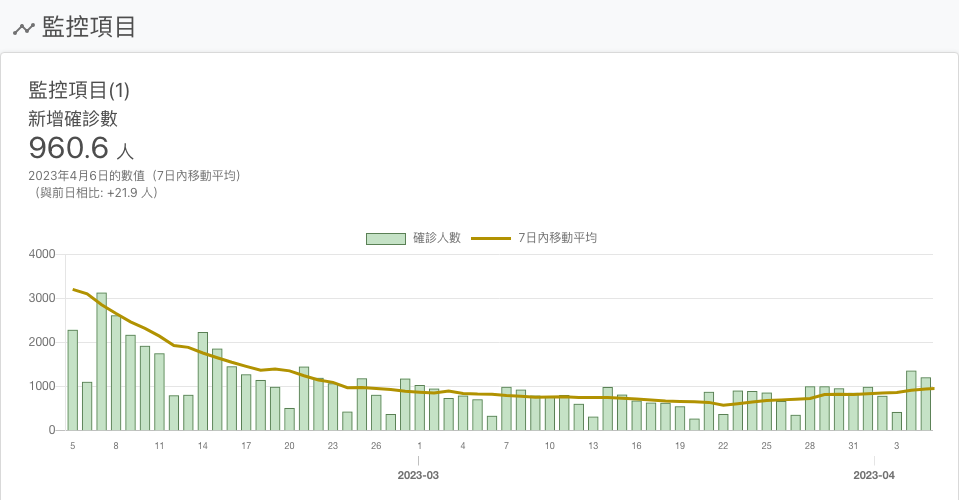 監控項目
監控項目(1)
新增確診數
960.6 人
2023年4月6日的數值（7日內移動平均）
（與前日相比: +21.9 人）
確診人數 7日內移動平均
4000
3000
2000
1000
0
5 8 11 14 17 20 23 26 1 4 7 10 13 16 19 22 25 28 31 3
2023-03 2023-04